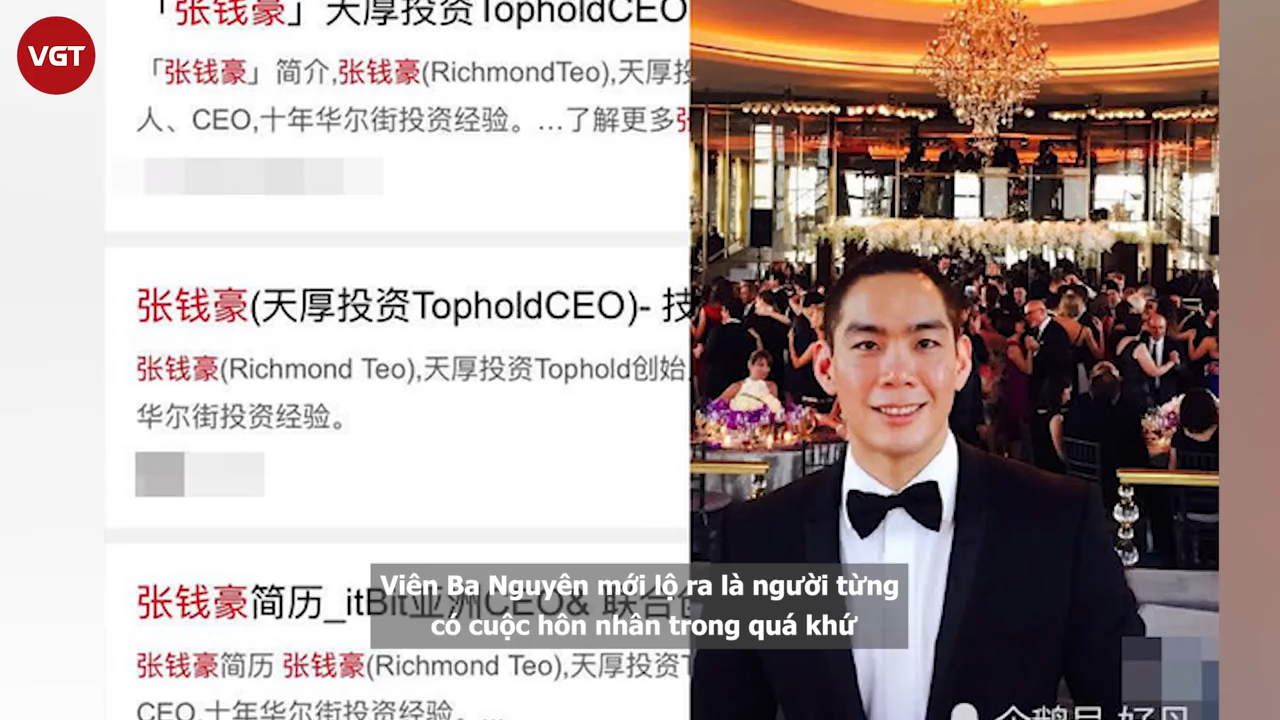 VGT
「张钱豪」天厚投资TopholdCEO
「张钱豪」简介,张钱豪(RichmondTeo),天厚投
人、CEO,十年华尔街投资经验。...了解更多张
张钱豪(天厚投资TopholdCEO)- 技
张钱豪(Richmond Teo),天厚投资Tophold创始
华尔街投资经验。
张钱豪简历_itBit亚洲CEO& 联合创
张钱豪简历 张钱豪(Richmond Teo),天厚投资T
CEO,十年华尔街投资经验。...
Viên Ba Nguyên mới lộ ra là người từng
có cuộc hôn nhân trong quá khứ